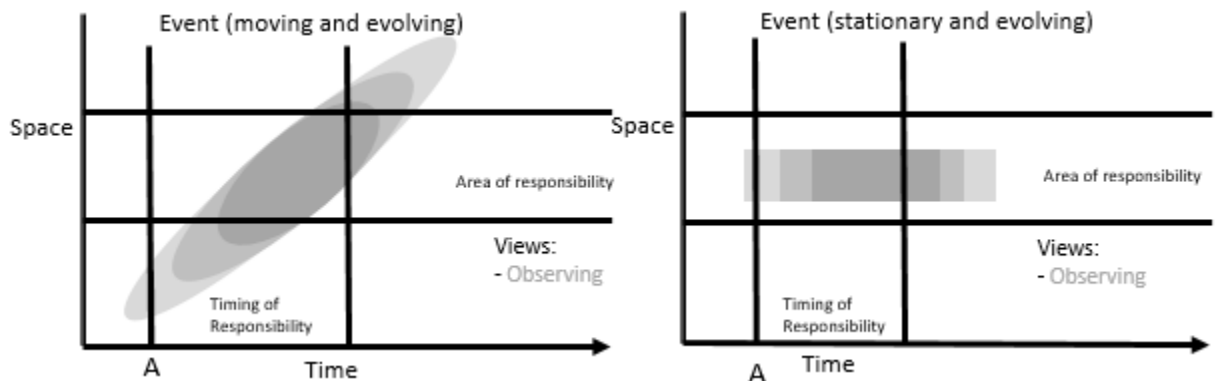 Event (moving and evolving)
Space
Area of responsibility
Views:
- Observing
Timing of
Responsibility
A
Time
Event (stationary and evolving)
Space
Area of responsibility
Views:
- Observing
Timing of
Responsibility
A
Time